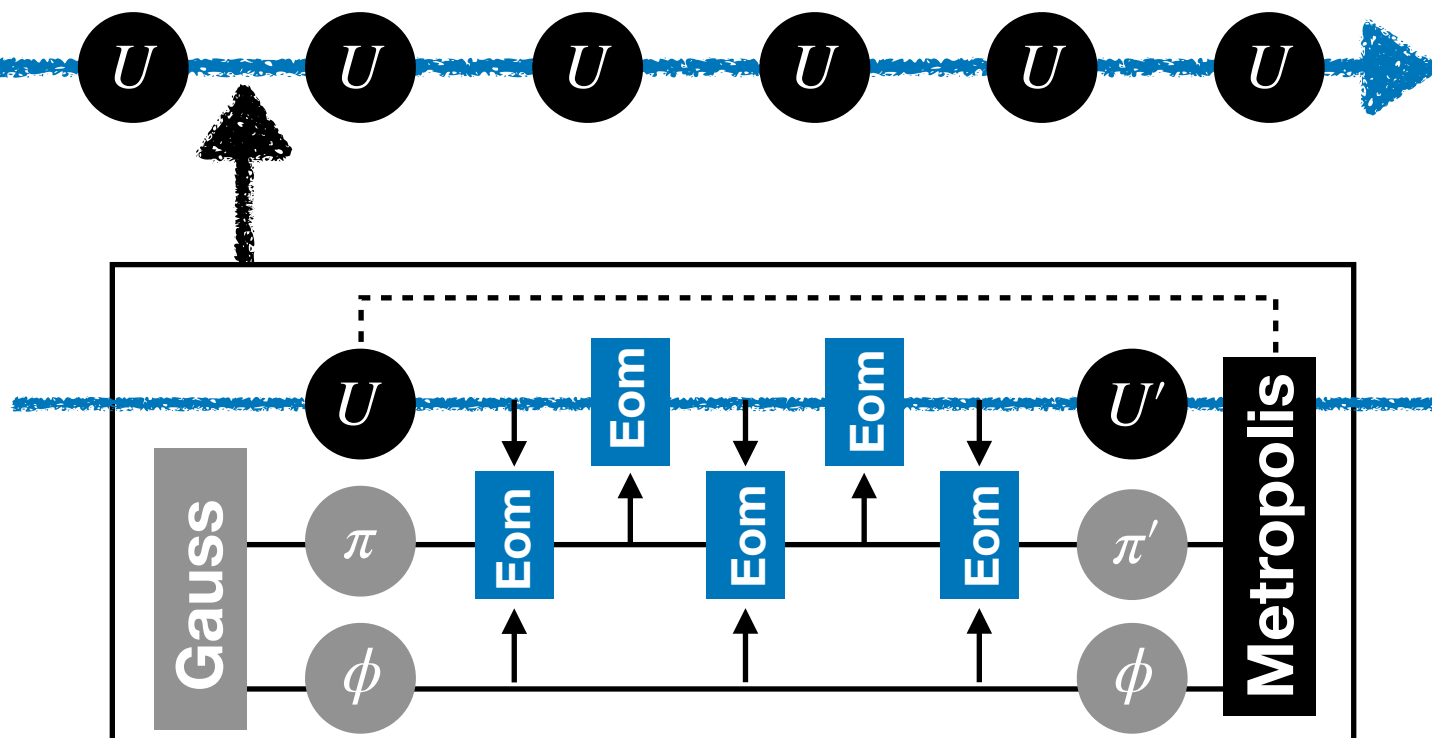 U U U U U U
U Eom Eom U′
Gauss π Eom Eom Eom π′ Metropolis
ϕ ϕ